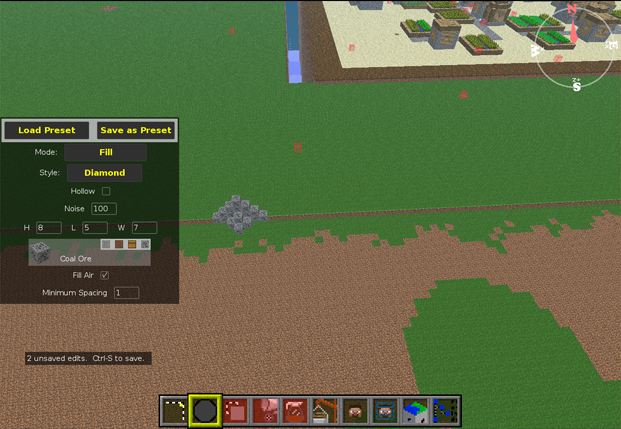 N
W
Z+
S
Load Preset Save as Preset
Mode: Fill
Style: Diamond
Hollow
Noise 100
H 8 L 5 W 7
Coal Ore
Fill Air
Minimum Spacing 1
2 unsaved edits. Ctrl-S to save.